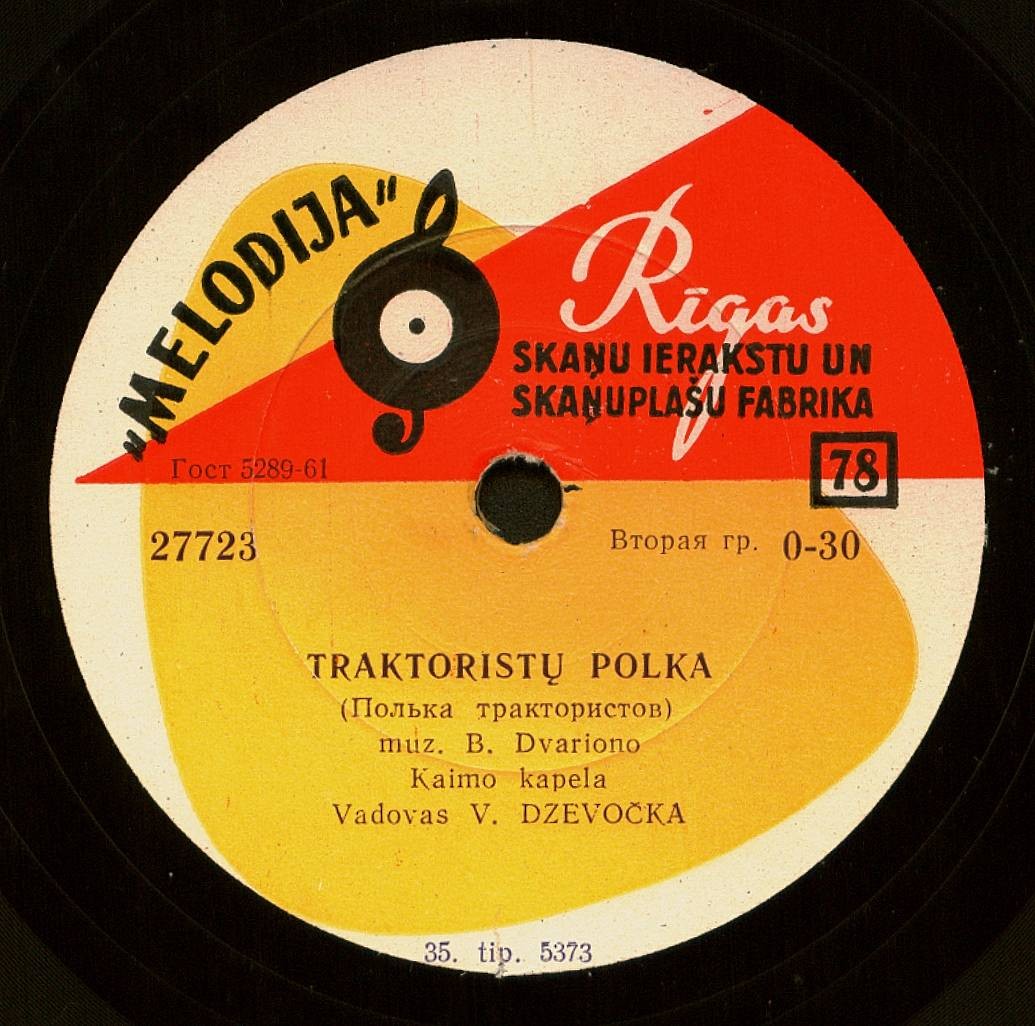 „MELODIJA”
Rīgas
SKAŅU IERAKSTU UN
SKAŅUPLAŠU FABRIKA
78
Гост 5289-61
27723
Вторая гр. 0-30
TRAKTORISTŲ POLKA
(Полька трактористов)
muz. B. Dvariono
Kaimo kapela
Vadovas V. DZEVOČKA
35. tip. 5373